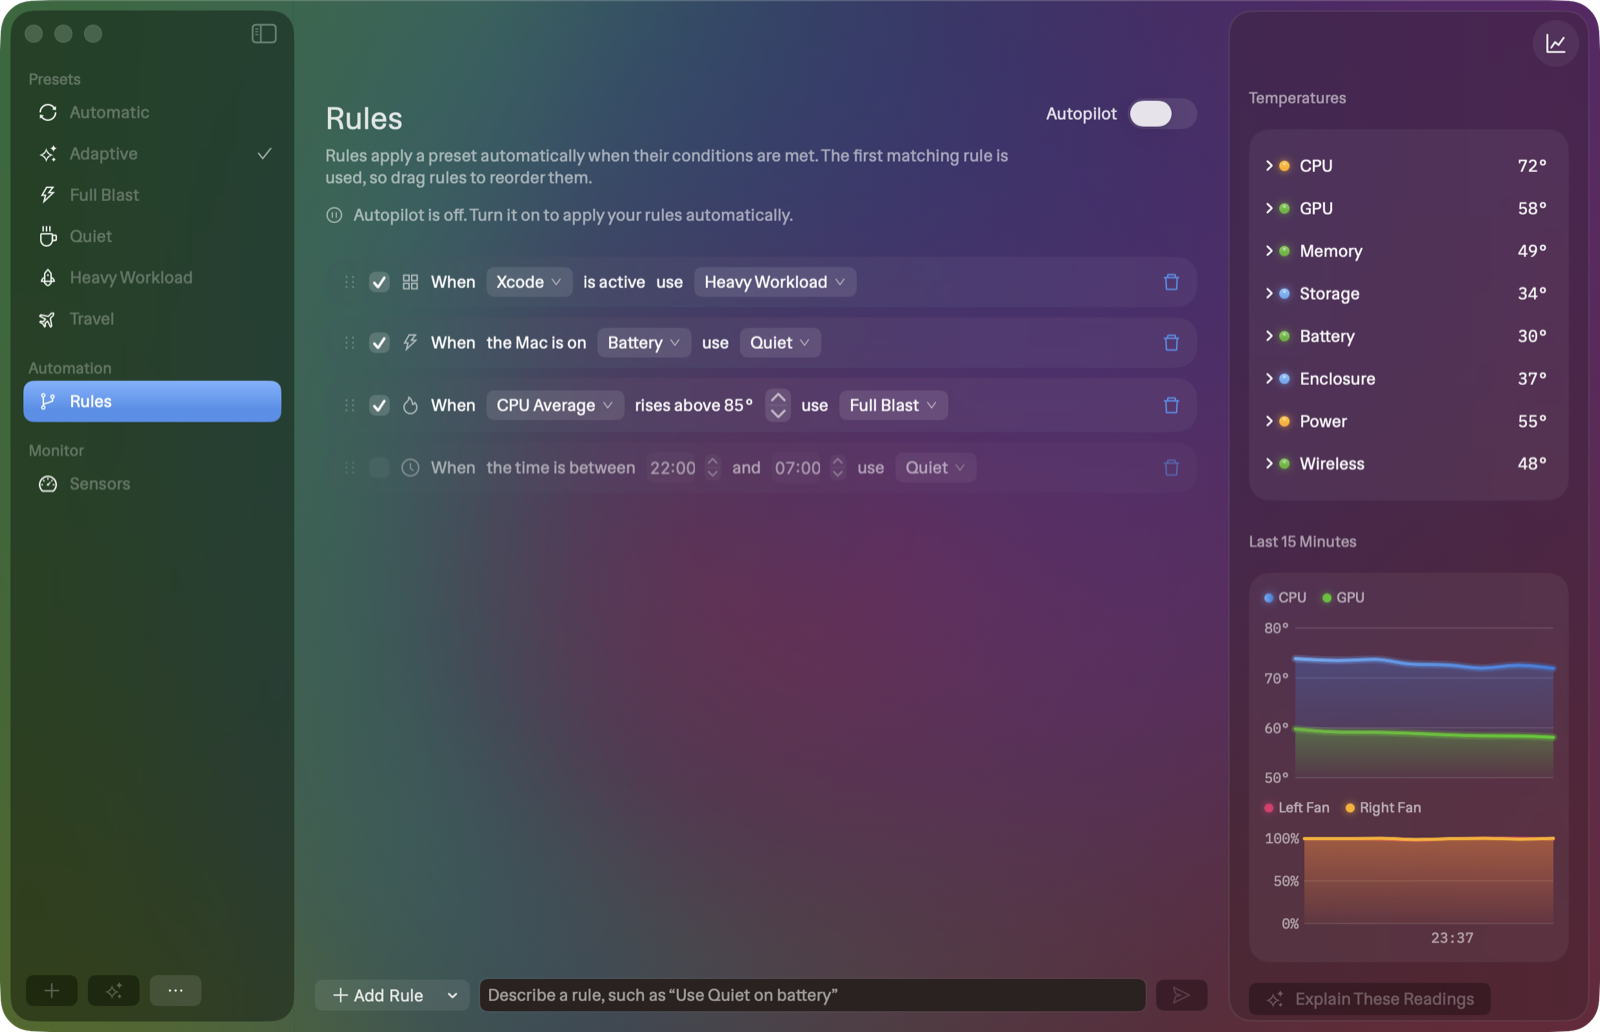 Presets
Automatic
Adaptive
Full Blast
Quiet
Heavy Workload
Travel
Automation
Rules
Monitor
Sensors
Rules
Autopilot
Rules apply a preset automatically when their conditions are met. The first matching rule is
used, so drag rules to reorder them.
Autopilot is off. Turn it on to apply your rules automatically.
When Xcode is active use Heavy Workload
When the Mac is on Battery use Quiet
When CPU Average rises above 85° use Full Blast
When the time is between 22:00 and 07:00 use Quiet
Add Rule
Describe a rule, such as “Use Quiet on battery”
Temperatures
CPU 72°
GPU 58°
Memory 49°
Storage 34°
Battery 30°
Enclosure 37°
Power 55°
Wireless 48°
Last 15 Minutes
CPU GPU
80°
70°
60°
50°
Left Fan Right Fan
100%
50%
0%
23:37
Explain These Readings